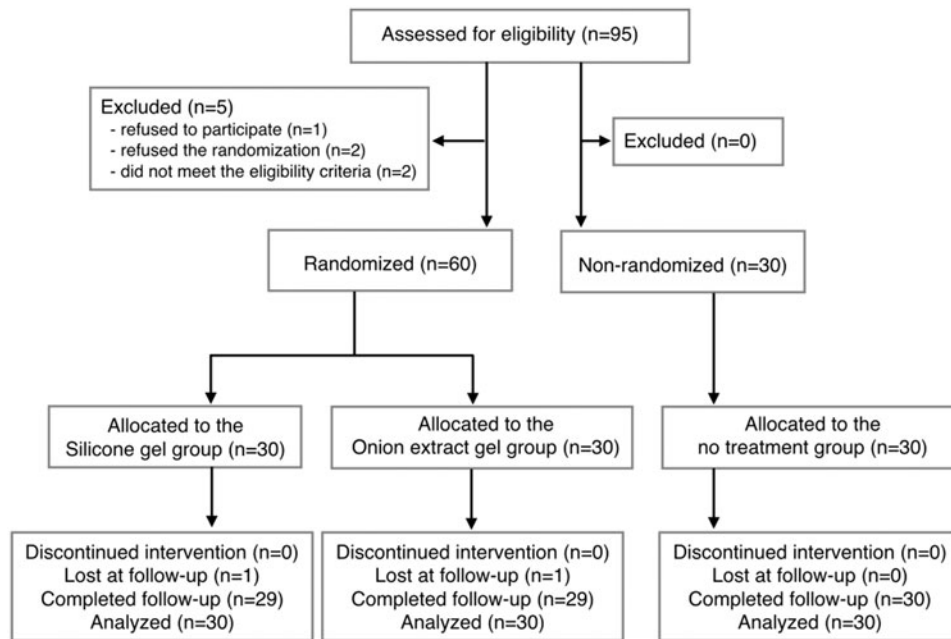 Assessed for eligibility (n=95)
Excluded (n=5)
- refused to participate (n=1)
- refused the randomization (n=2)
- did not meet the eligibility criteria (n=2)
Excluded (n=0)
Randomized (n=60)
Non-randomized (n=30)
Allocated to the
Silicone gel group (n=30)
Allocated to the
Onion extract gel group (n=30)
Allocated to the
no treatment group (n=30)
Discontinued intervention (n=0)
Lost at follow-up (n=1)
Completed follow-up (n=29)
Analyzed (n=30)
Discontinued intervention (n=0)
Lost at follow-up (n=1)
Completed follow-up (n=29)
Analyzed (n=30)
Discontinued intervention (n=0)
Lost at follow-up (n=0)
Completed follow-up (n=30)
Analyzed (n=30)